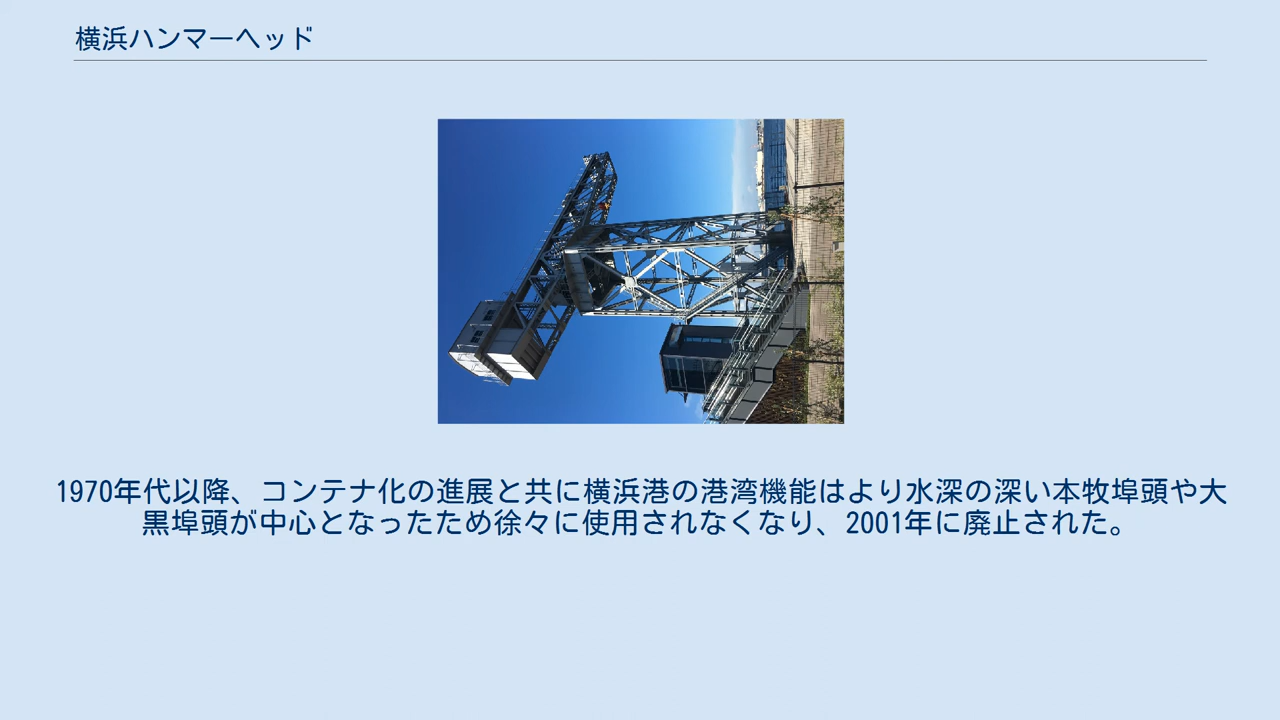 横浜ハンマーヘッド
1970年代以降、コンテナ化の進展と共に横浜港の港湾機能はより水深の深い本牧埠頭や大
黒埠頭が中心となったため徐々に使用されなくなり、2001年に廃止された。